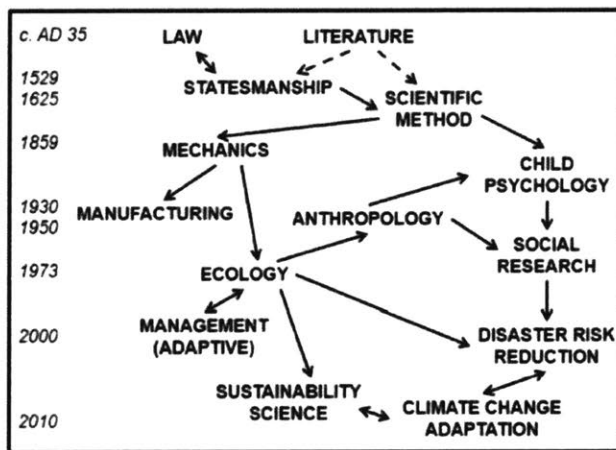 c. AD 35 LAW LITERATURE
1529 STATESMANSHIP SCIENTIFIC
1625 METHOD
1859 MECHANICS CHILD
PSYCHOLOGY
1930 MANUFACTURING ANTHROPOLOGY
1950 SOCIAL
1973 ECOLOGY RESEARCH
MANAGEMENT
(ADAPTIVE)
2000 DISASTER RISK
REDUCTION
SUSTAINABILITY
SCIENCE
CLIMATE CHANGE
2010 ADAPTATION